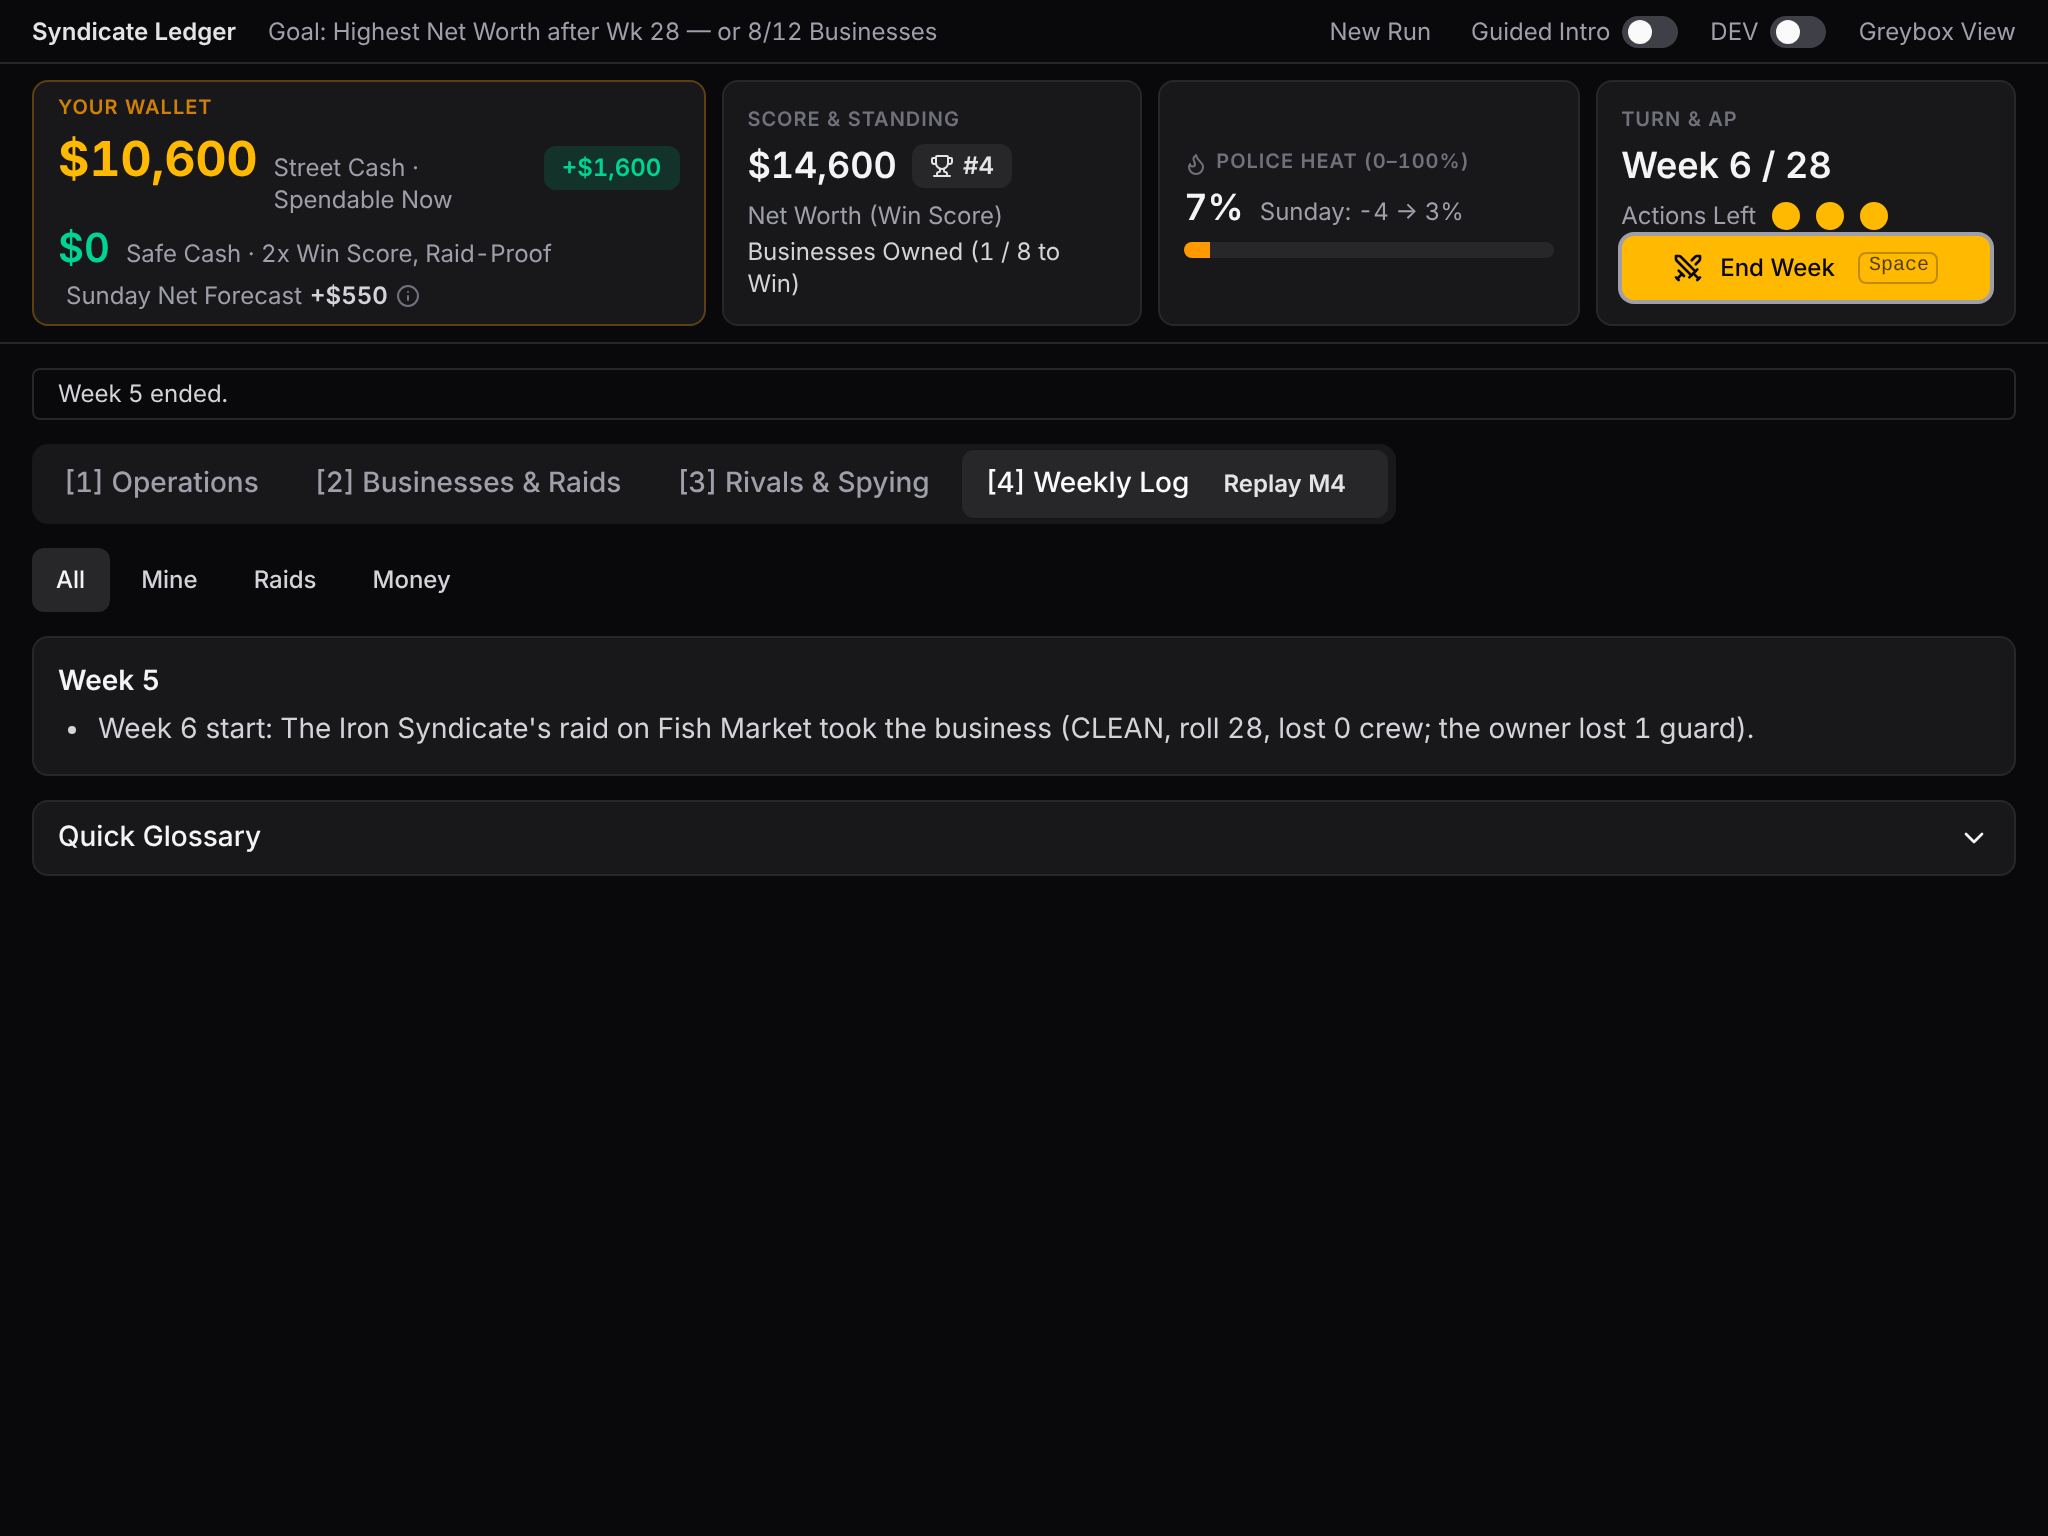 Syndicate Ledger
Goal: Highest Net Worth after Wk 28 — or 8/12 Businesses
New Run
Guided Intro
DEV
Greybox View
YOUR WALLET
$10,600
Street Cash ·
Spendable Now
+$1,600
$0 Safe Cash · 2x Win Score, Raid-Proof
Sunday Net Forecast +$550
SCORE & STANDING
$14,600 #4
Net Worth (Win Score)
Businesses Owned (1 / 8 to
Win)
POLICE HEAT (0–100%)
7% Sunday: -4 → 3%
TURN & AP
Week 6 / 28
Actions Left
End Week Space
Week 5 ended.
[1] Operations
[2] Businesses & Raids
[3] Rivals & Spying
[4] Weekly Log Replay M4
All
Mine
Raids
Money
Week 5
• Week 6 start: The Iron Syndicate's raid on Fish Market took the business (CLEAN, roll 28, lost 0 crew; the owner lost 1 guard).
Quick Glossary